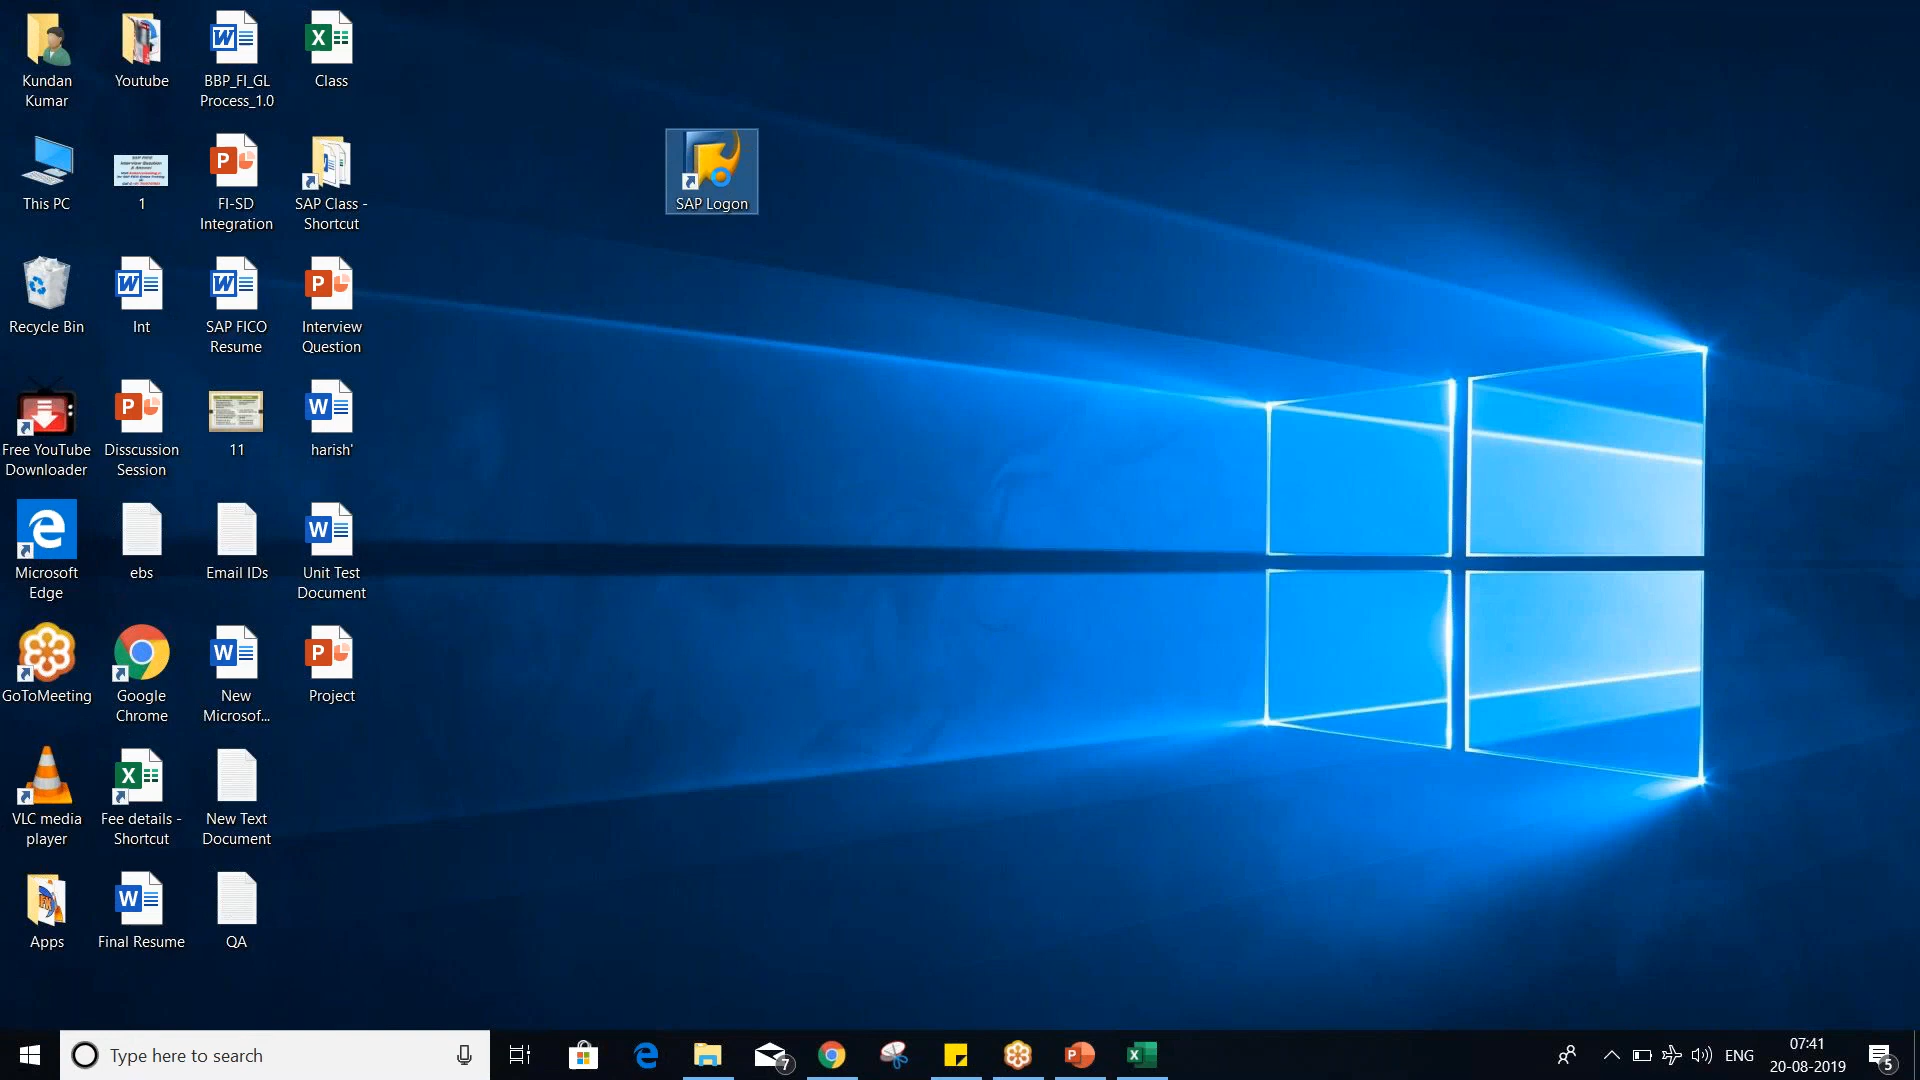 Kundan
Kumar
Youtube
BBP_FI_GL
Process_1.0
Class
This PC
1
FI-SD
Integration
SAP Class -
Shortcut
SAP Logon
Recycle Bin
Int
SAP FICO
Resume
Interview
Question
Free YouTube
Downloader
Disscussion
Session
11
harish'
Microsoft
Edge
ebs
Email IDs
Unit Test
Document
GoToMeeting
Google
Chrome
New
Microsof...
Project
VLC media
player
Fee details -
Shortcut
New Text
Document
Apps
Final Resume
QA
Type here to search
7
ENG
07:41
20-08-2019
5